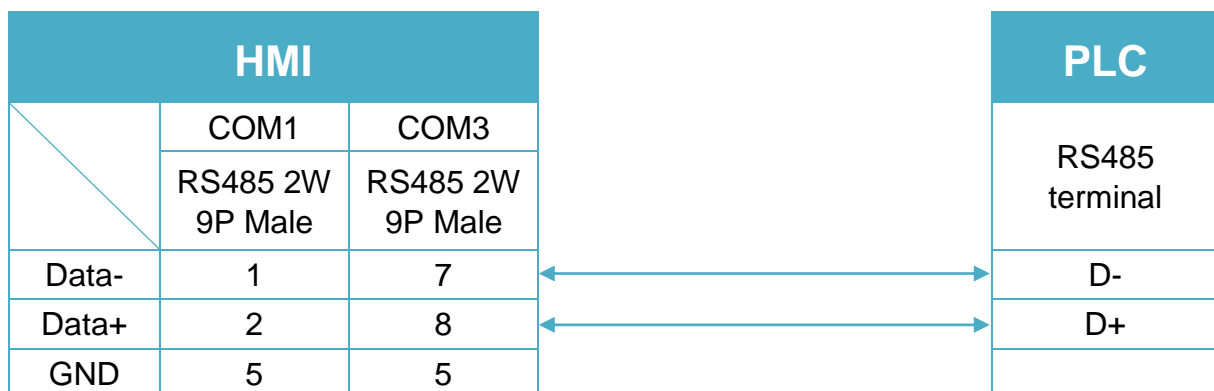 HMI
PLC
COM1
COM3
RS485 2W
9P Male
RS485 2W
9P Male
RS485
terminal
Data-
1
7
D-
Data+
2
8
D+
GND
5
5